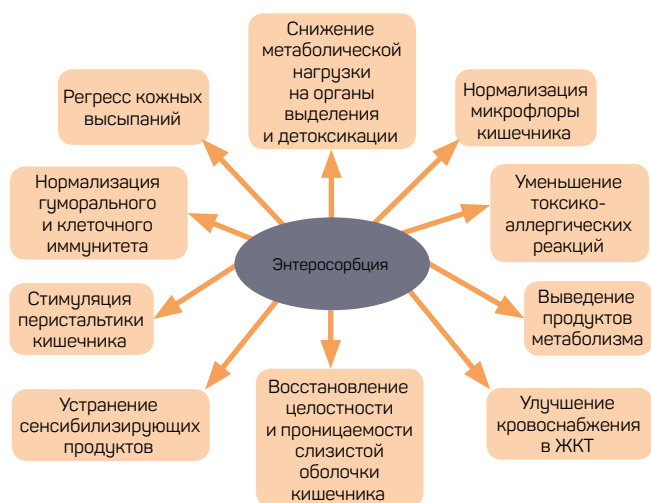 Снижение
метаболической
нагрузки
на органы
выделения
и детоксикации
Регресс кожных
высыпаний
Нормализация
микрофлоры
кишечника
Нормализация
гуморального
и клеточного
иммунитета
Уменьшение
токсико-
аллергических
реакций
Энтеросорбция
Стимуляция
перистальтики
кишечника
Выведение
продуктов
метаболизма
Устранение
сенсибилизирующих
продуктов
Восстановление
целостности
и проницаемости
слизистой
оболочки
кишечника
Улучшение
кровоснабжения
в ЖКТ